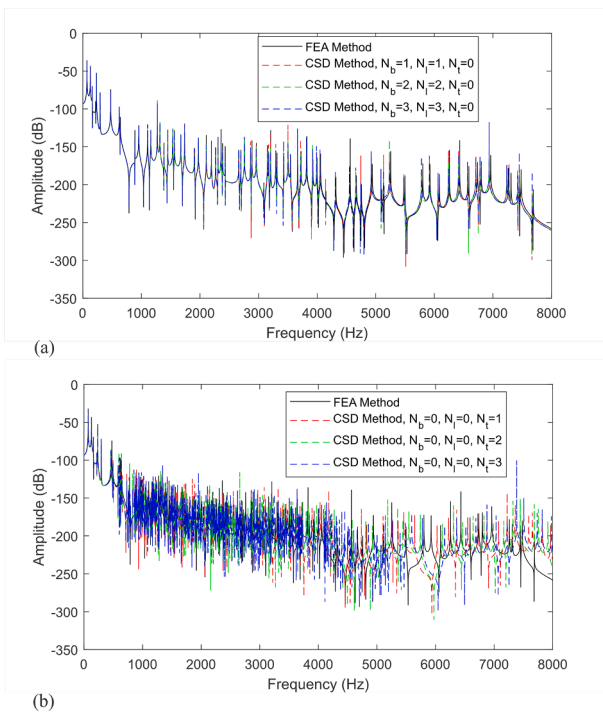 0
-50
-100
-150
-200
-250
-300
-350
Amplitude (dB)
FEA Method
CSD Method, N_b=1, N_l=1, N_t=0
CSD Method, N_b=2, N_l=2, N_t=0
CSD Method, N_b=3, N_l=3, N_t=0
0 1000 2000 3000 4000 5000 6000 7000 8000
Frequency (Hz)
(a)
0
-50
-100
-150
-200
-250
-300
-350
Amplitude (dB)
FEA Method
CSD Method, N_b=0, N_l=0, N_t=1
CSD Method, N_b=0, N_l=0, N_t=2
CSD Method, N_b=0, N_l=0, N_t=3
0 1000 2000 3000 4000 5000 6000 7000 8000
Frequency (Hz)
(b)